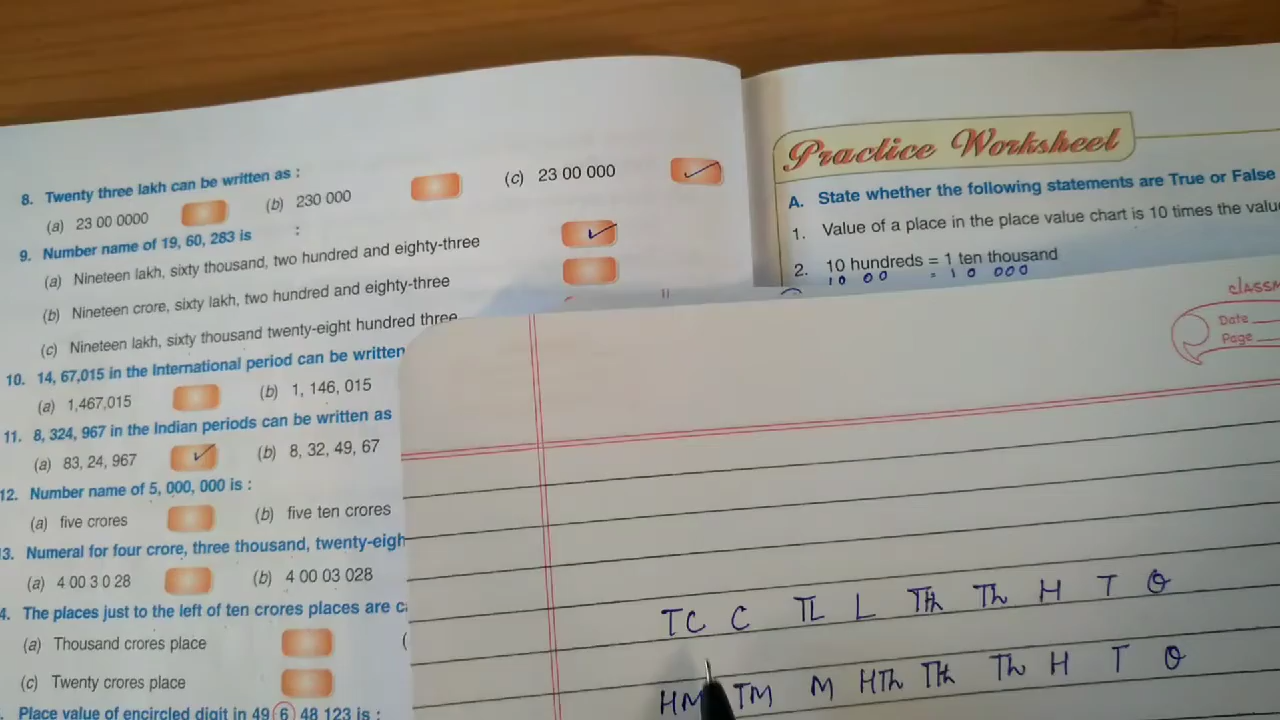 8. Twenty three lakh can be written as :
(a) 23 00 0000 (b) 230 000 (c) 23 00 000
9. Number name of 19, 60, 283 is :
(a) Nineteen lakh, sixty thousand, two hundred and eighty-three
(b) Nineteen crore, sixty lakh, two hundred and eighty-three
(c) Nineteen lakh, sixty thousand twenty-eight hundred three
10. 14, 67,015 in the International period can be written
(a) 1,467,015 (b) 1, 146, 015
11. 8, 324, 967 in the Indian periods can be written as
(a) 83, 24, 967 (b) 8, 32, 49, 67
12. Number name of 5, 000, 000 is :
(a) five crores (b) five ten crores
3. Numeral for four crore, three thousand, twenty-eigh
(a) 4 00 3 0 28 (b) 4 00 03 028
4. The places just to the left of ten crores places are c
(a) Thousand crores place (
(c) Twenty crores place
Place value of encircled digit in 49 6 48 123 is :
Practice Worksheet
A. State whether the following statements are True or False
1. Value of a place in the place value chart is 10 times the value
2. 10 hundreds = 1 ten thousand
10 00 = 10 000
CLASSM
Date
Page
TC C TL L TTh Th H T O
HM TM M HTh TTh Th H T O